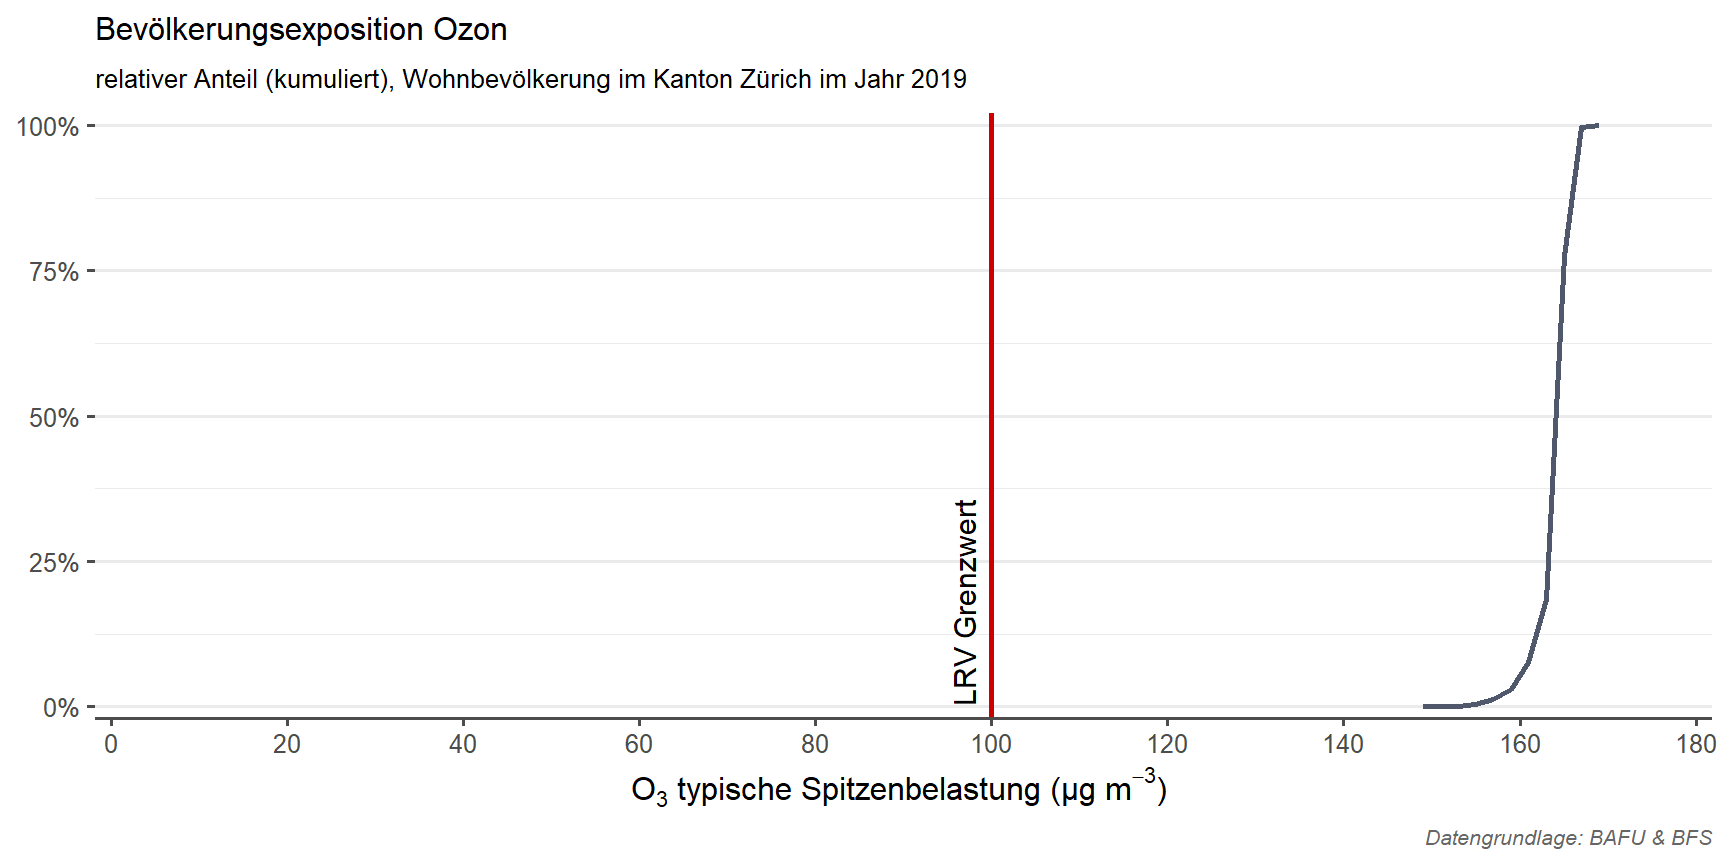 Bevölkerungsexposition Ozon
relativer Anteil (kumuliert), Wohnbevölkerung im Kanton Zürich im Jahr 2019
100%
75%
50%
25%
0%
LRV Grenzwert
0 20 40 60 80 100 120 140 160 180
O₃ typische Spitzenbelastung (µg m⁻³)
Datengrundlage: BAFU & BFS